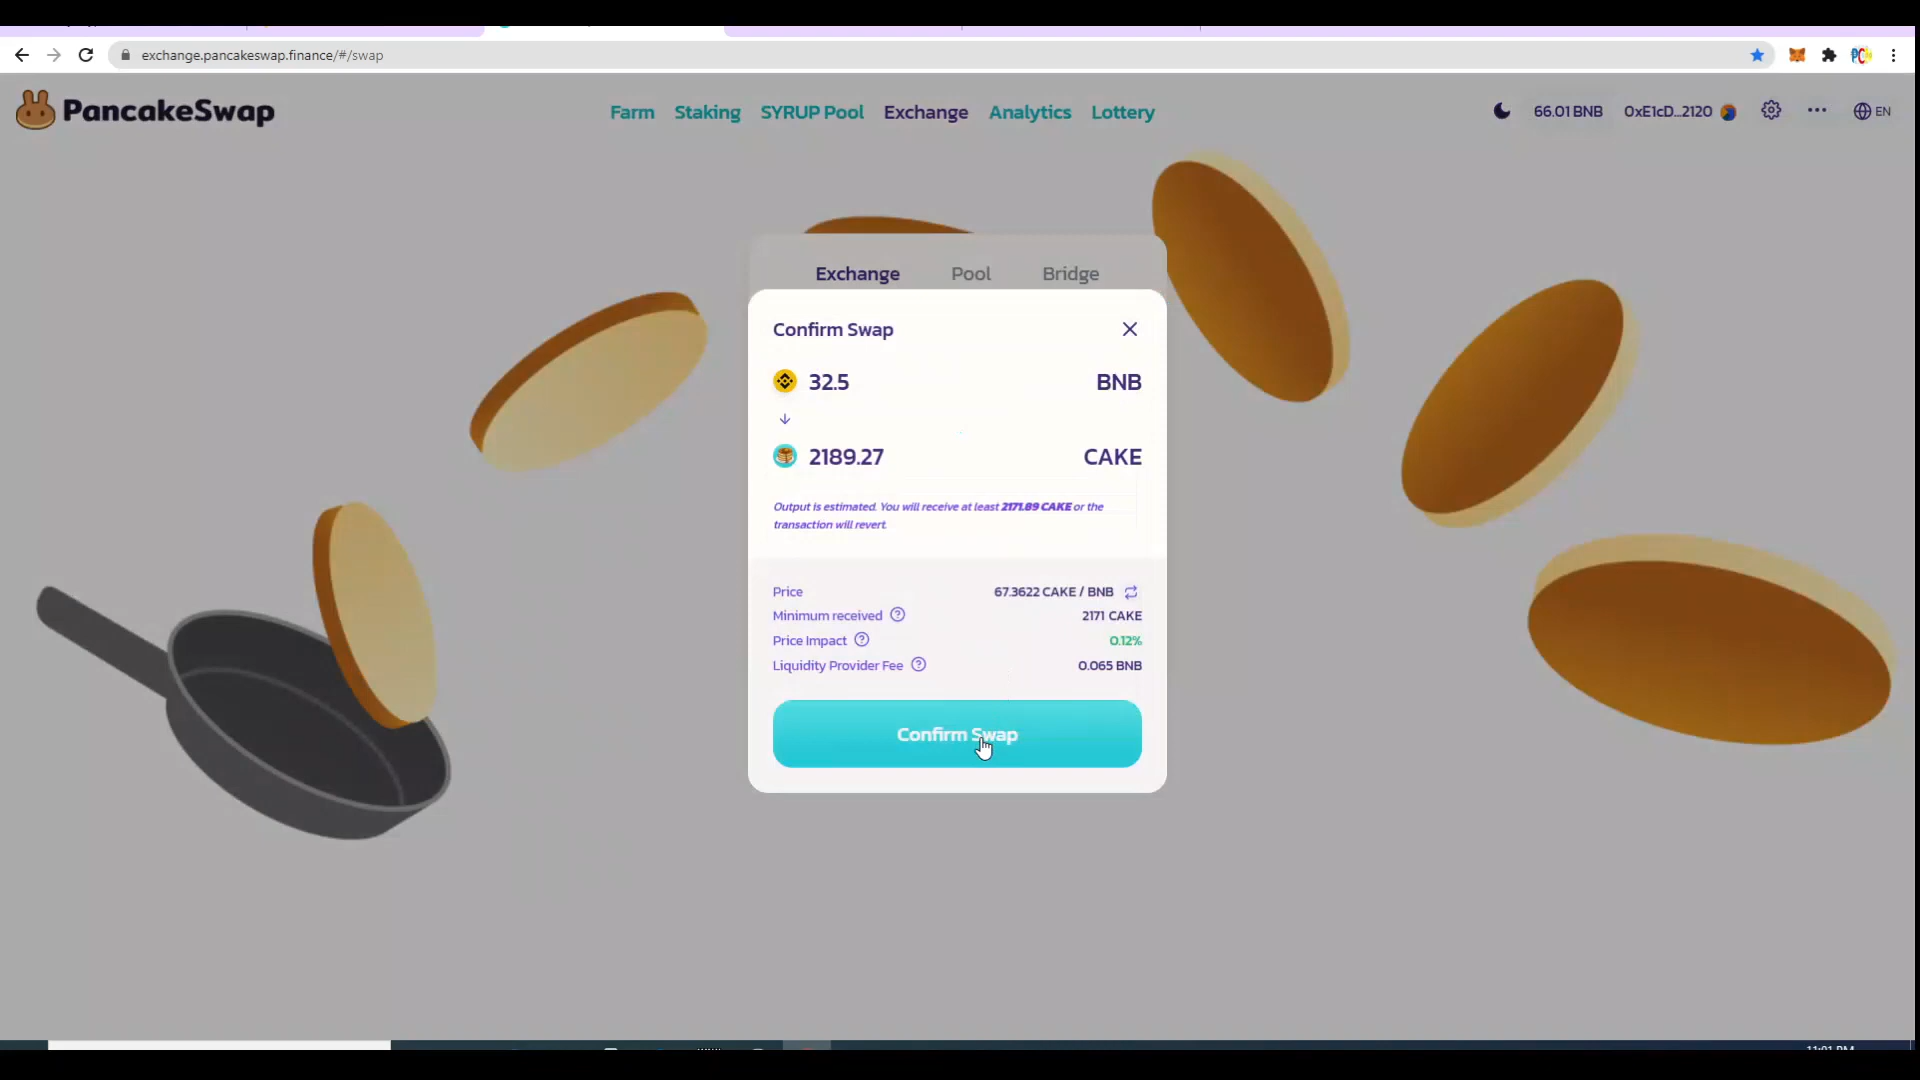 exchange.pancakeswap.finance/#/swap
PancakeSwap
Farm Staking SYRUP Pool Exchange Analytics Lottery
66.01 BNB 0xE1cD...2120 EN
Exchange Pool Bridge
Confirm Swap
32.5 BNB
2189.27 CAKE
Output is estimated. You will receive at least 2171.89 CAKE or the
transaction will revert.
Price 67.3622 CAKE / BNB
Minimum received 2171 CAKE
Price Impact 0.12%
Liquidity Provider Fee 0.065 BNB
Confirm Swap